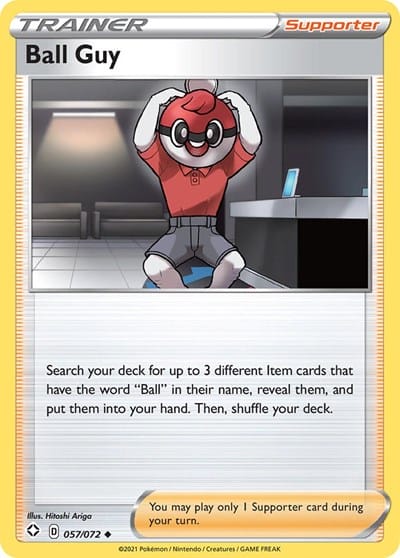 TRAINER Supporter
Ball Guy
Search your deck for up to 3 different Item cards that
have the word “Ball” in their name, reveal them, and
put them into your hand. Then, shuffle your deck.
Illus. Hitoshi Ariga
D 057/072
You may play only 1 Supporter card during
your turn.
©2021 Pokémon / Nintendo / Creatures / GAME FREAK